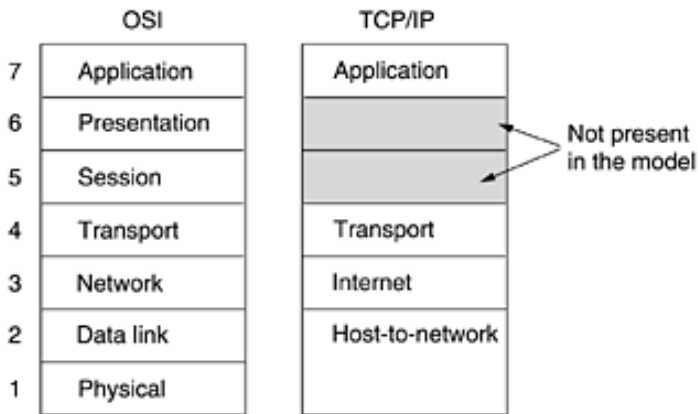 OSI TCP/IP
7 Application Application
6 Presentation
Not present
in the model
5 Session
4 Transport Transport
3 Network Internet
2 Data link Host-to-network
1 Physical